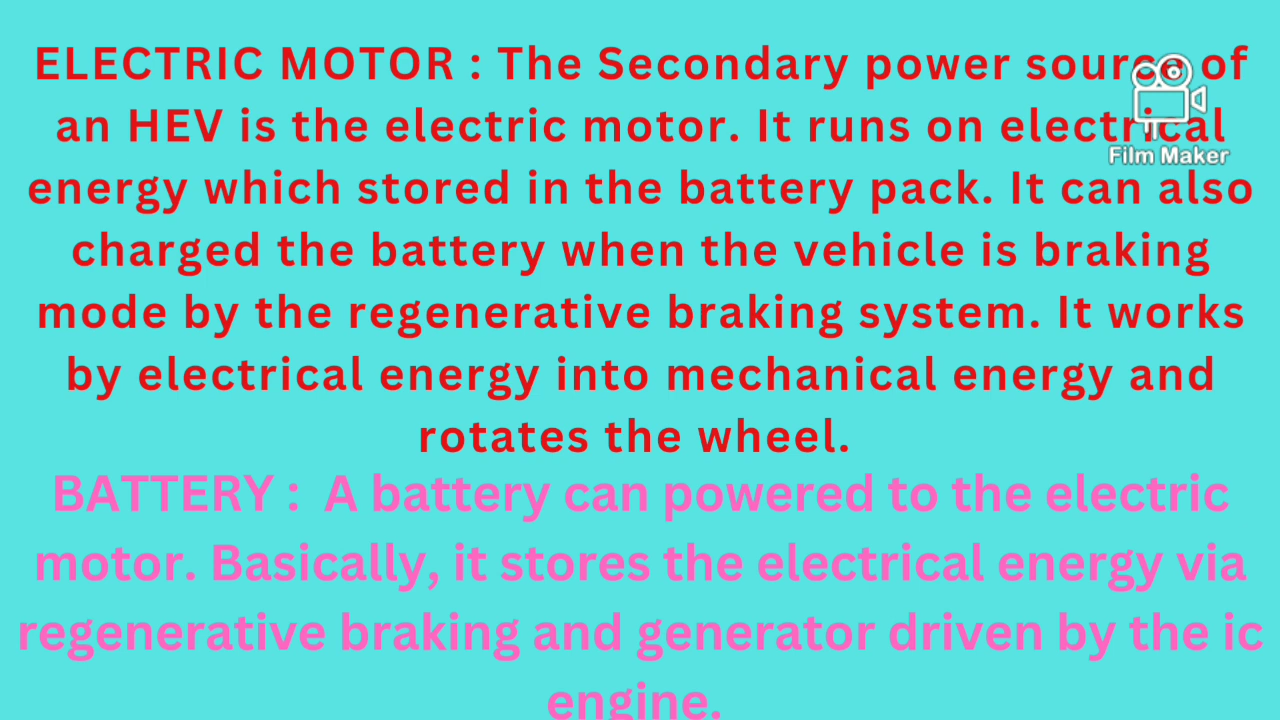 ELECTRIC MOTOR : The Secondary power source of
an HEV is the electric motor. It runs on electrical
energy which stored in the battery pack. It can also
charged the battery when the vehicle is braking
mode by the regenerative braking system. It works
by electrical energy into mechanical energy and
rotates the wheel.
BATTERY : A battery can powered to the electric
motor. Basically, it stores the electrical energy via
regenerative braking and generator driven by the ic
engine.
Film Maker